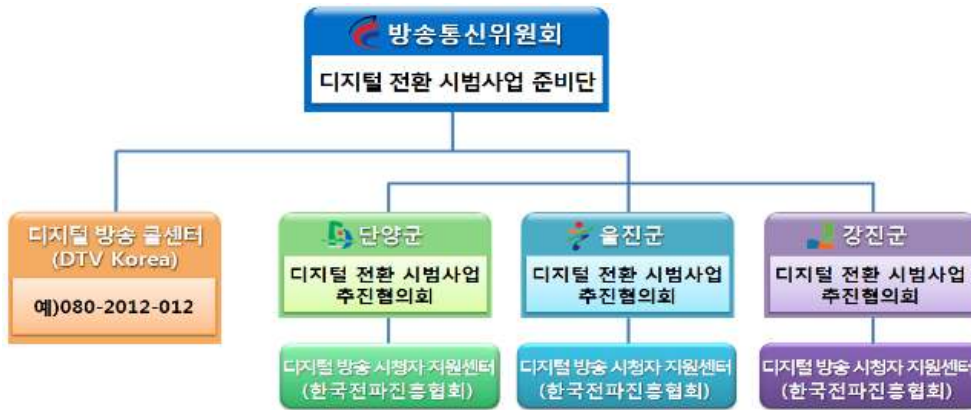 방송통신위원회
디지털 전환 시범사업 준비단
디지털 방송 콜센터
(DTV Korea)
예)080-2012-012
단양군
디지털 전환 시범사업
추진협의회
디지털 방송 시청자 지원센터
(한국전파진흥협회)
울진군
디지털 전환 시범사업
추진협의회
디지털 방송 시청자 지원센터
(한국전파진흥협회)
강진군
디지털 전환 시범사업
추진협의회
디지털 방송 시청자 지원센터
(한국전파진흥협회)